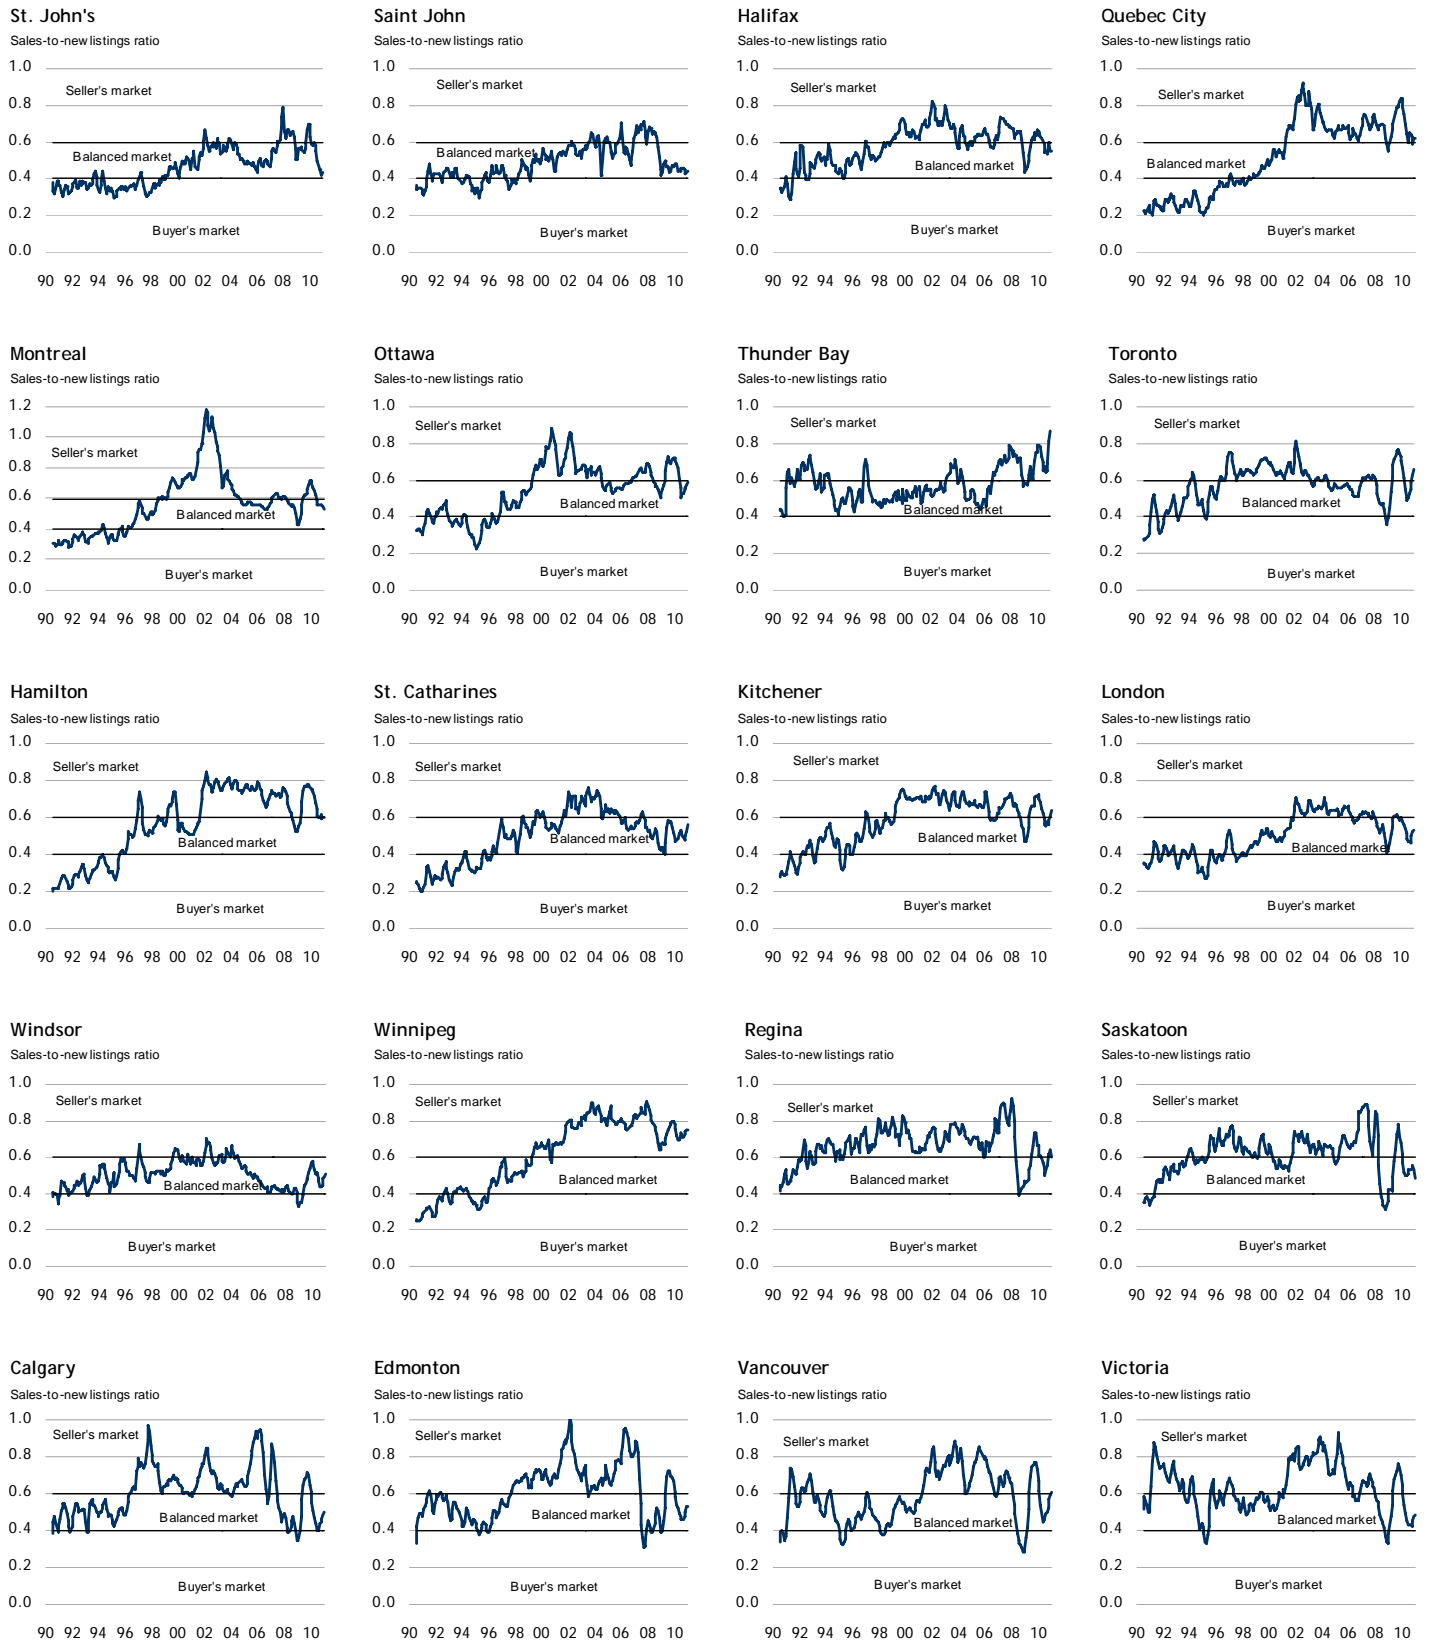 St. John's
Sales-to-new listings ratio
1.0
Seller's market
0.8
0.6
Balanced market
0.4
0.2
Buyer's market
0.0
90 92 94 96 98 00 02 04 06 08 10
Saint John
Sales-to-new listings ratio
1.0
Seller's market
0.8
0.6
Balanced market
0.4
0.2
Buyer's market
0.0
90 92 94 96 98 00 02 04 06 08 10
Halifax
Sales-to-new listings ratio
1.0
Seller's market
0.8
0.6
Balanced market
0.4
0.2
Buyer's market
0.0
90 92 94 96 98 00 02 04 06 08 10
Quebec City
Sales-to-new listings ratio
1.0
Seller's market
0.8
0.6
Balanced market
0.4
0.2
Buyer's market
0.0
90 92 94 96 98 00 02 04 06 08 10
Montreal
Sales-to-new listings ratio
1.2
1.0
Seller's market
0.8
0.6
Balanced market
0.4
0.2
Buyer's market
0.0
90 92 94 96 98 00 02 04 06 08 10
Ottawa
Sales-to-new listings ratio
1.0
Seller's market
0.8
0.6
Balanced market
0.4
0.2
Buyer's market
0.0
90 92 94 96 98 00 02 04 06 08 10
Thunder Bay
Sales-to-new listings ratio
1.0
Seller's market
0.8
0.6
Balanced market
0.4
0.2
Buyer's market
0.0
90 92 94 96 98 00 02 04 06 08 10
Toronto
Sales-to-new listings ratio
1.0
Seller's market
0.8
0.6
Balanced market
0.4
0.2
Buyer's market
0.0
90 92 94 96 98 00 02 04 06 08 10
Hamilton
Sales-to-new listings ratio
1.0
Seller's market
0.8
0.6
Balanced market
0.4
0.2
Buyer's market
0.0
90 92 94 96 98 00 02 04 06 08 10
St. Catharines
Sales-to-new listings ratio
1.0
Seller's market
0.8
0.6
Balanced market
0.4
0.2
Buyer's market
0.0
90 92 94 96 98 00 02 04 06 08 10
Kitchener
Sales-to-new listings ratio
1.0
Seller's market
0.8
0.6
Balanced market
0.4
0.2
Buyer's market
0.0
90 92 94 96 98 00 02 04 06 08 10
London
Sales-to-new listings ratio
1.0
Seller's market
0.8
0.6
Balanced market
0.4
0.2
Buyer's market
0.0
90 92 94 96 98 00 02 04 06 08 10
Windsor
Sales-to-new listings ratio
1.0
Seller's market
0.8
0.6
Balanced market
0.4
0.2
Buyer's market
0.0
90 92 94 96 98 00 02 04 06 08 10
Winnipeg
Sales-to-new listings ratio
1.0
Seller's market
0.8
0.6
Balanced market
0.4
0.2
Buyer's market
0.0
90 92 94 96 98 00 02 04 06 08 10
Regina
Sales-to-new listings ratio
1.0
Seller's market
0.8
0.6
Balanced market
0.4
0.2
Buyer's market
0.0
90 92 94 96 98 00 02 04 06 08 10
Saskatoon
Sales-to-new listings ratio
1.0
Seller's market
0.8
0.6
Balanced market
0.4
0.2
Buyer's market
0.0
90 92 94 96 98 00 02 04 06 08 10
Calgary
Sales-to-new listings ratio
1.0
Seller's market
0.8
0.6
Balanced market
0.4
0.2
Buyer's market
0.0
90 92 94 96 98 00 02 04 06 08 10
Edmonton
Sales-to-new listings ratio
1.0
Seller's market
0.8
0.6
Balanced market
0.4
0.2
Buyer's market
0.0
90 92 94 96 98 00 02 04 06 08 10
Vancouver
Sales-to-new listings ratio
1.0
Seller's market
0.8
0.6
Balanced market
0.4
0.2
Buyer's market
0.0
90 92 94 96 98 00 02 04 06 08 10
Victoria
Sales-to-new listings ratio
1.0
Seller's market
0.8
0.6
Balanced market
0.4
0.2
Buyer's market
0.0
90 92 94 96 98 00 02 04 06 08 10